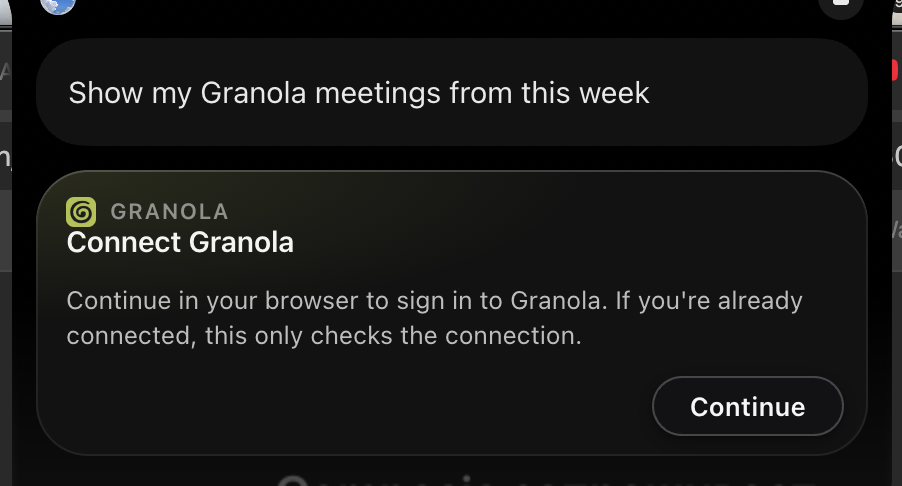 Show my Granola meetings from this week
GRANOLA
Connect Granola
Continue in your browser to sign in to Granola. If you're already
connected, this only checks the connection.
Continue